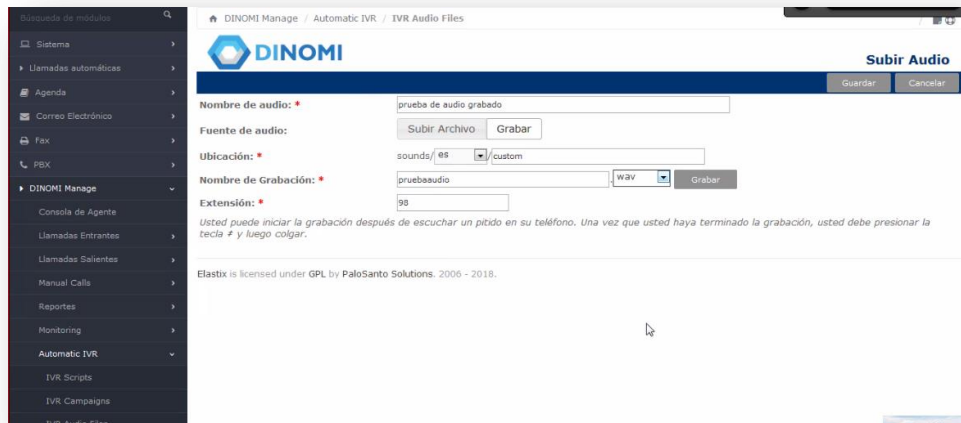 Búsqueda de módulos
Sistema
Llamadas automáticas
Agenda
Correo Electrónico
Fax
PBX
DINOMI Manage
Consola de Agente
Llamadas Entrantes
Llamadas Salientes
Manual Calls
Reportes
Monitoring
Automatic IVR
IVR Scripts
IVR Campaigns
IVR Audio Files
DINOMI Manage / Automatic IVR / IVR Audio Files
DINOMI
Subir Audio
Guardar Cancelar
Nombre de audio: * prueba de audio grabado
Fuente de audio: Subir Archivo Grabar
Ubicación: * sounds/ es / custom
Nombre de Grabación: * pruebaaudio . wav Grabar
Extensión: * 98
Usted puede iniciar la grabación después de escuchar un pitido en su teléfono. Una vez que usted haya terminado la grabación, usted debe presionar la
tecla # y luego colgar.
Elastix is licensed under GPL by PaloSanto Solutions. 2006 - 2018.